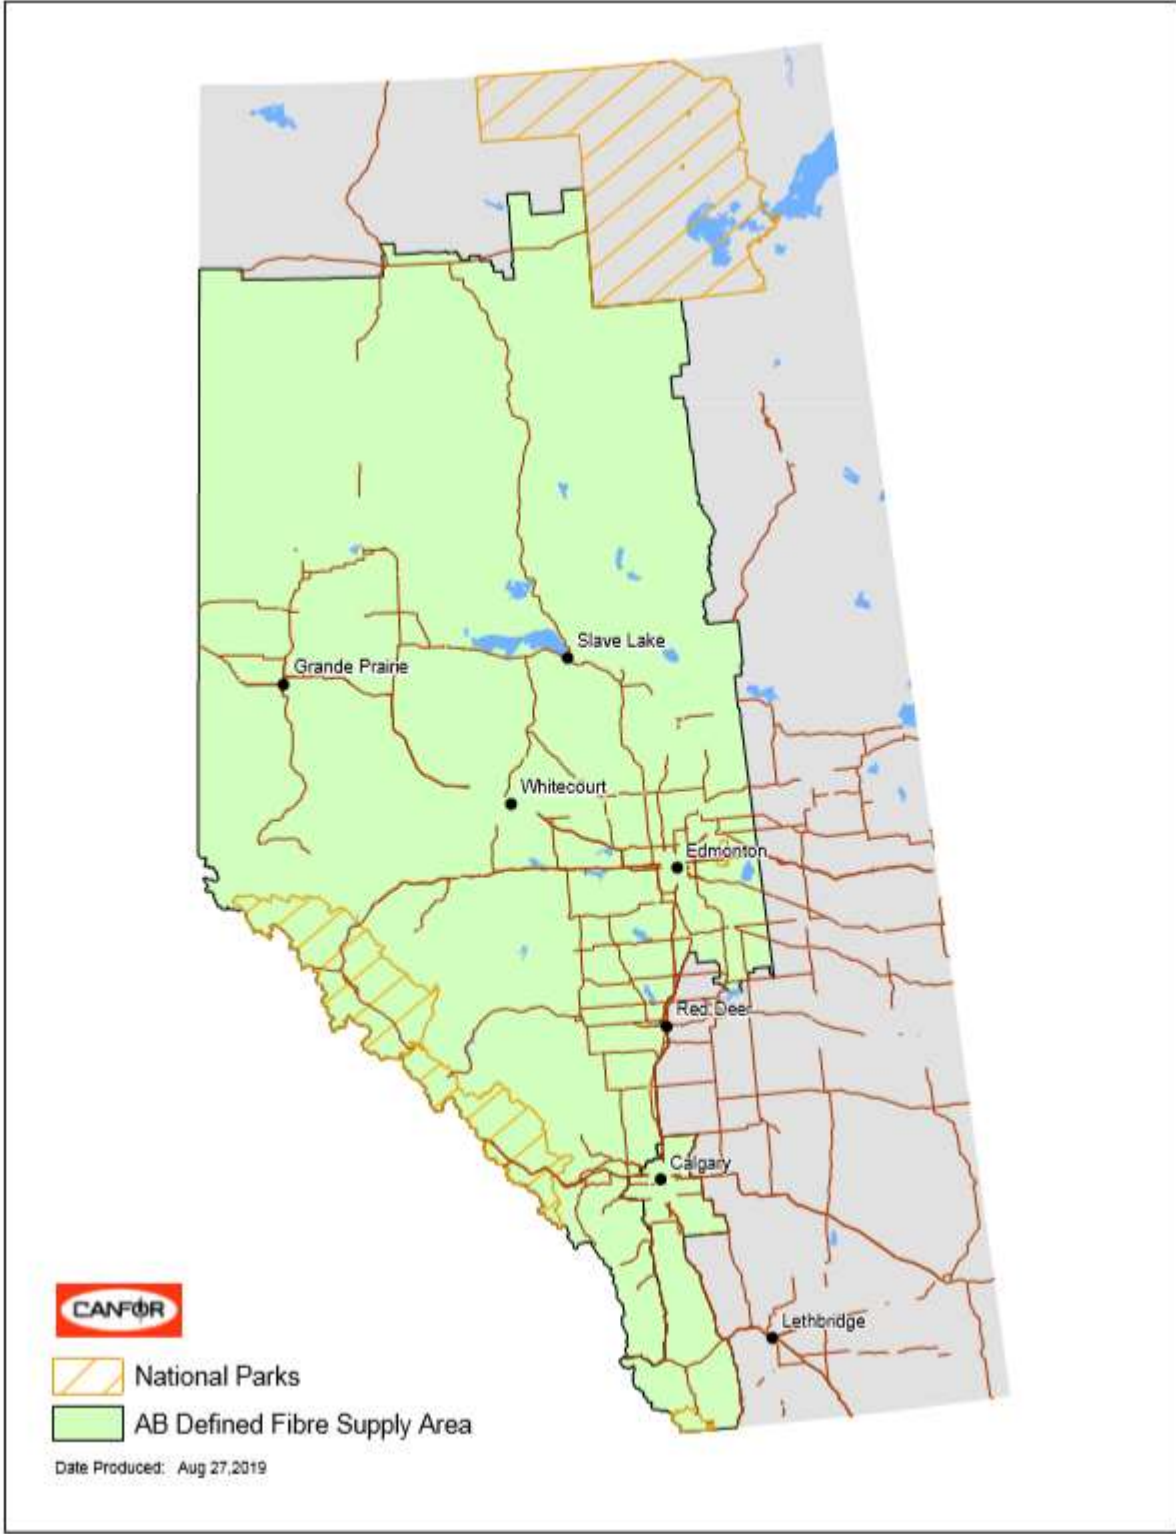 Slave Lake
Grande Prairie
Whitecourt
Edmonton
Red Deer
Calgary
Lethbridge
CANFOR
National Parks
AB Defined Fibre Supply Area
Date Produced: Aug 27,2019